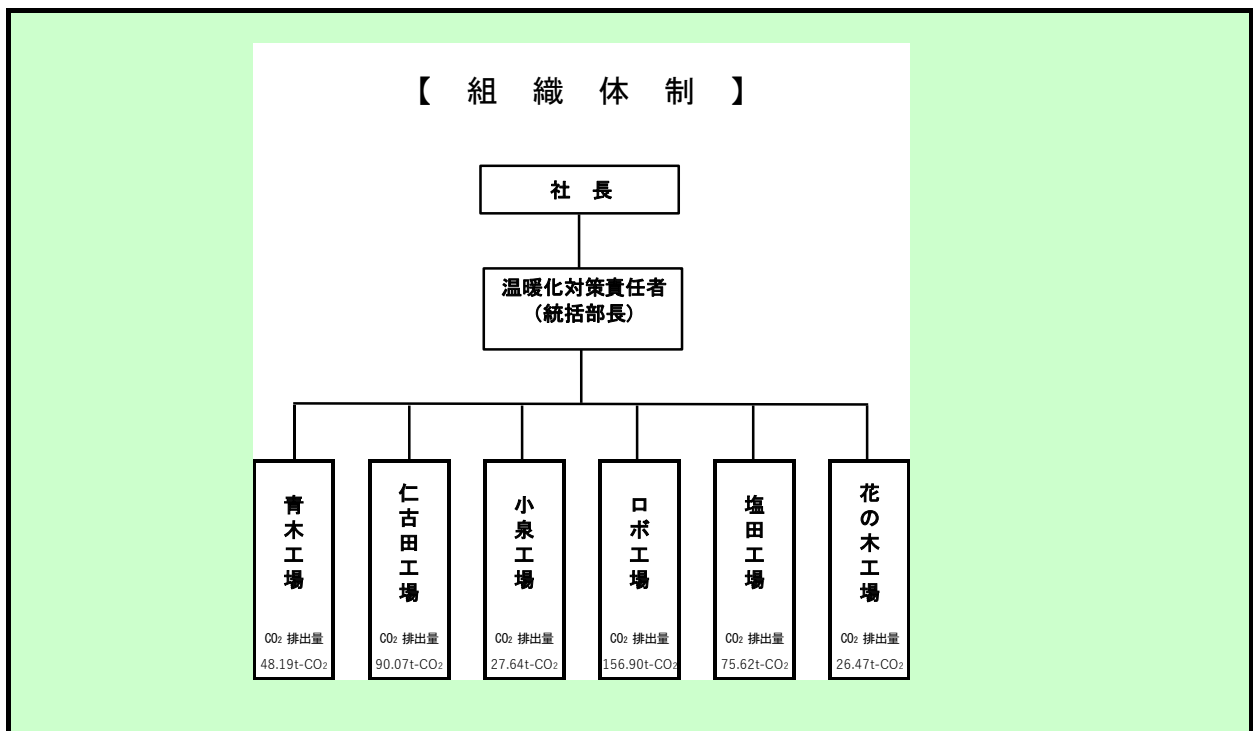 【 組 織 体 制 】
社 長
温暖化対策責任者
（統括部長）
青木工場
CO₂ 排出量
48.19t-CO₂
仁古田工場
CO₂ 排出量
90.07t-CO₂
小泉工場
CO₂ 排出量
27.64t-CO₂
ロボ工場
CO₂ 排出量
156.90t-CO₂
塩田工場
CO₂ 排出量
75.62t-CO₂
花の木工場
CO₂ 排出量
26.47t-CO₂